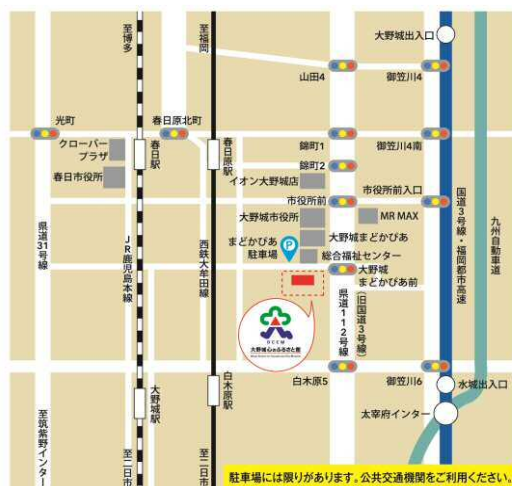 至博多
至福岡
大野城出入口
山田4
御笠川4
光町
春日原北町
クローバー
プラザ
春日市役所
春日駅
春日原駅
錦町1
御笠川4南
錦町2
イオン大野城店
市役所前
市役所前入口
大野城市役所
MR MAX
まどかぴあ
駐車場
P
大野城まどかぴあ
総合福祉センター
大野城
まどかぴあ前
県道31号線
JR鹿児島本線
西鉄大牟田線
県道112号線
(旧国道3号線)
国道3号線・福岡都市高速
九州自動車道
大野城心のふるさと館
白木原5
御笠川6
水城出入口
太宰府インター
大野城駅
白木原駅
至筑紫野インター
至二日市
至二日市
駐車場には限りがあります。公共交通機関をご利用ください。